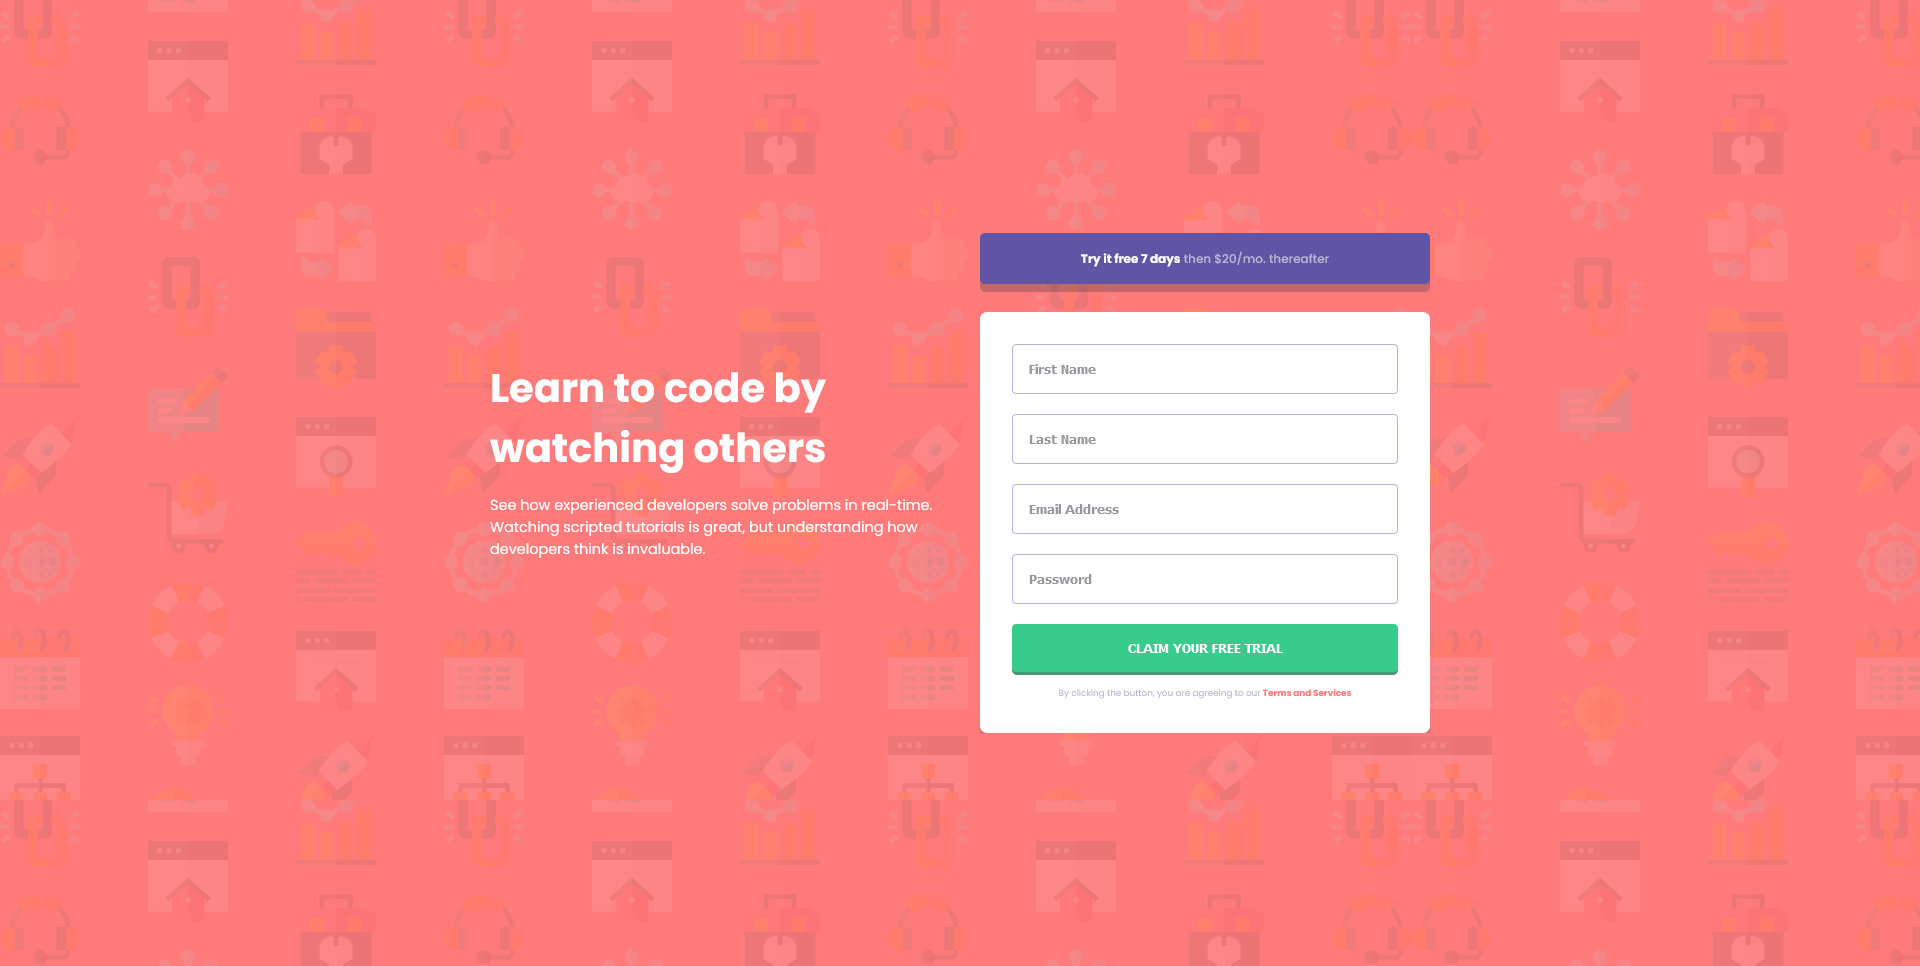 Learn to code by
watching others
See how experienced developers solve problems in real-time.
Watching scripted tutorials is great, but understanding how
developers think is invaluable.
Try it free 7 days then $20/mo. thereafter
First Name
Last Name
Email Address
Password
CLAIM YOUR FREE TRIAL
By clicking the button, you are agreeing to our Terms and Services